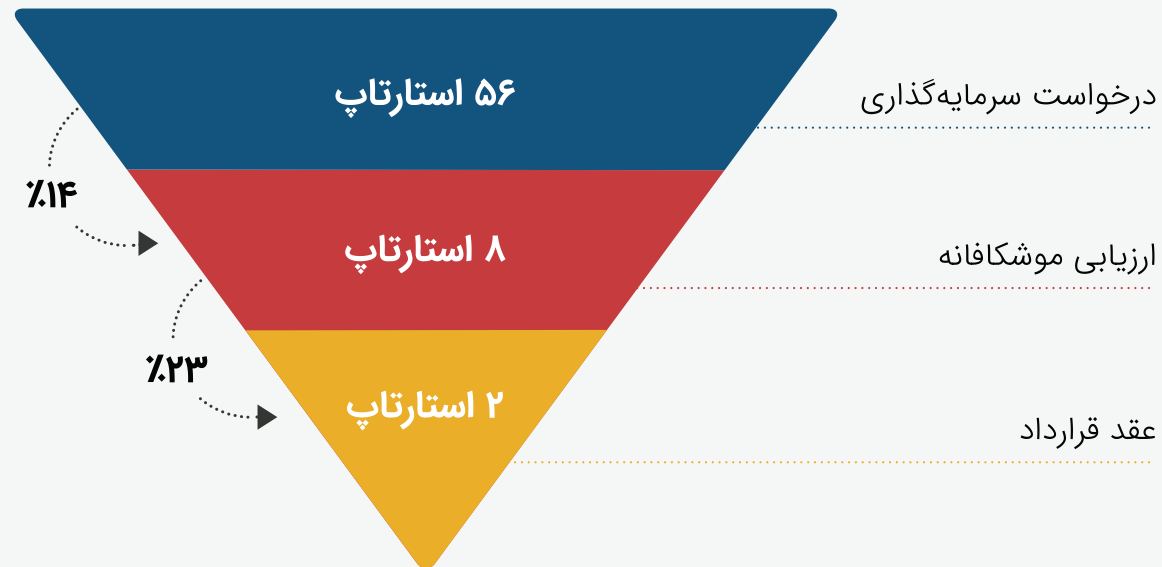 درخواست سرمایه‌گذاری
۵۶ استارتاپ
٪۱۴
ارزیابی موشکافانه
۸ استارتاپ
٪۲۳
عقد قرارداد
۲ استارتاپ